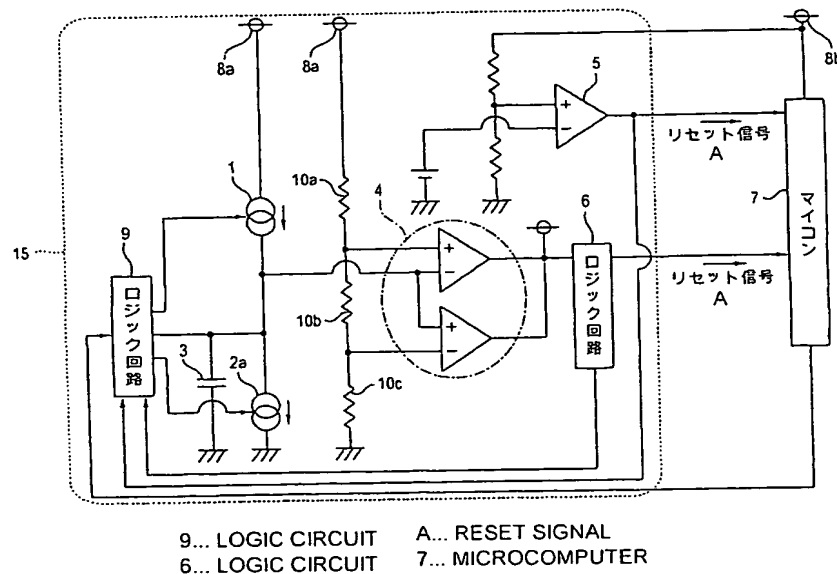 8a
8a
8b
5
1
10a
4
リセット信号
A
7
マイコン
15
9
6
ロジック回路
ロジック回路
リセット信号
A
10b
3
2a
10c
9... LOGIC CIRCUIT
A... RESET SIGNAL
6... LOGIC CIRCUIT
7... MICROCOMPUTER